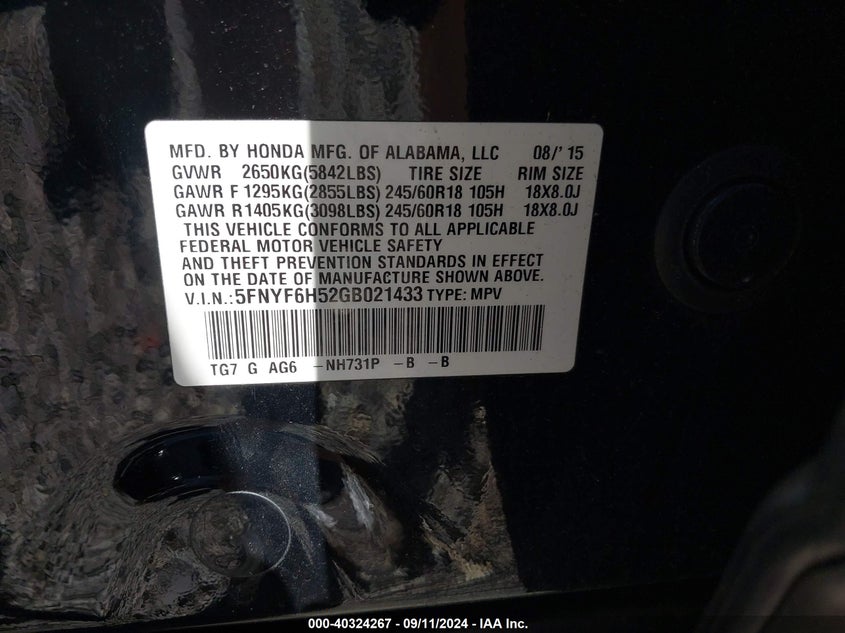 MFD. BY HONDA MFG. OF ALABAMA, LLC 08/' 15
GVWR 2650KG(5842LBS) TIRE SIZE RIM SIZE
GAWR F 1295KG(2855LBS) 245/60R18 105H 18X8.0J
GAWR R 1405KG(3098LBS) 245/60R18 105H 18X8.0J
THIS VEHICLE CONFORMS TO ALL APPLICABLE
FEDERAL MOTOR VEHICLE SAFETY
AND THEFT PREVENTION STANDARDS IN EFFECT
ON THE DATE OF MANUFACTURE SHOWN ABOVE.
V.I.N.:5FNYF6H52GB021433 TYPE: MPV
TG7 G AG6 -NH731P -B -B
000-40324267 - 09/11/2024 - IAA Inc.